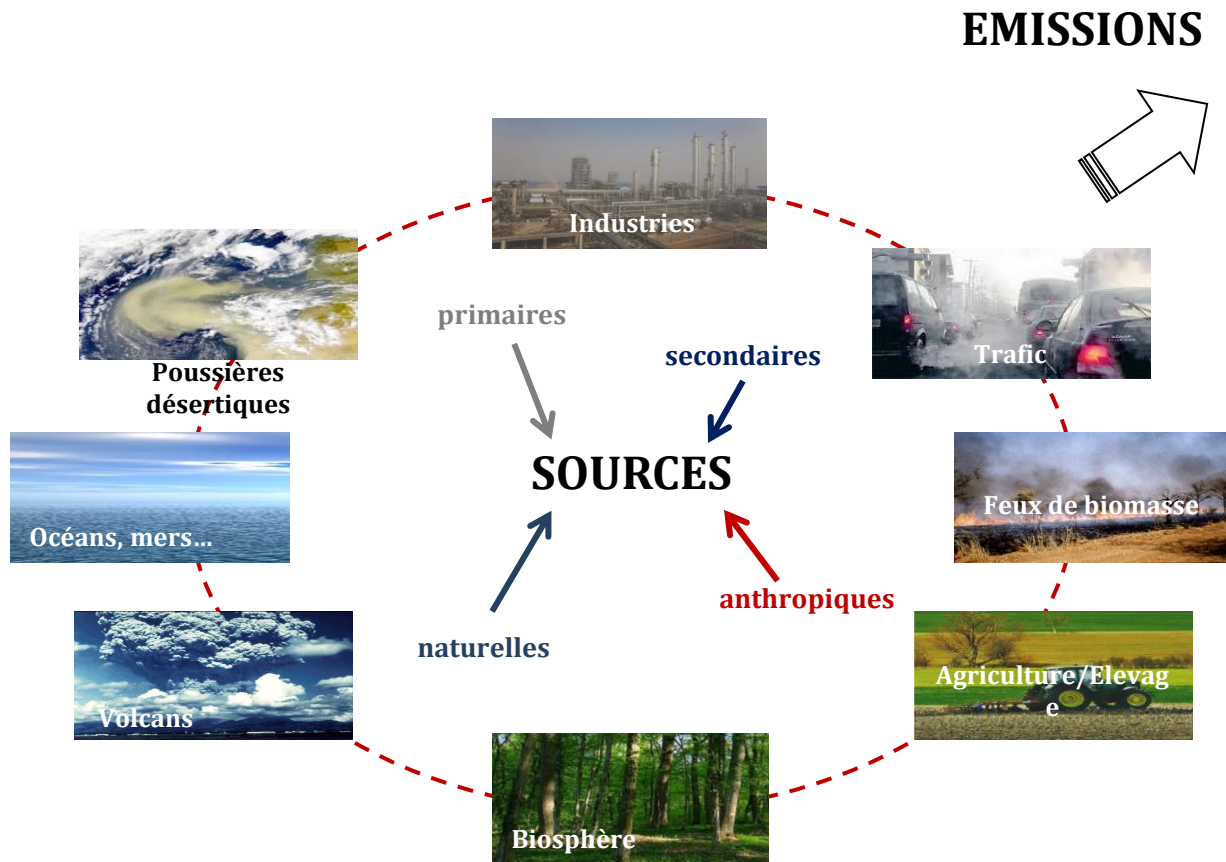 EMISSIONS
Industries
primaires
secondaires
Trafic
Poussières
désertiques
SOURCES
Feux de biomasse
Océans, mers…
anthropiques
naturelles
Agriculture/Elevag
e
Volcans
Biosphère